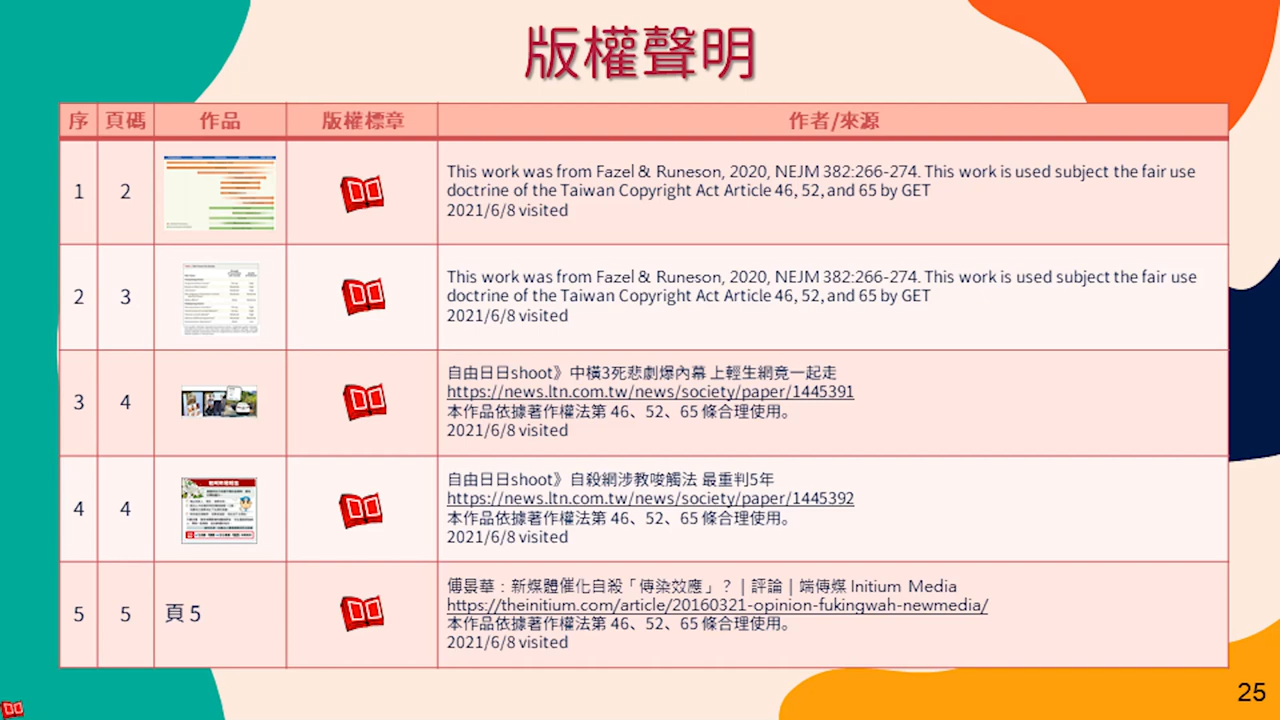 版權聲明
序 頁碼 作品 版權標章 作者/來源
1 2
This work was from Fazel & Runeson, 2020, NEJM 382:266-274. This work is used subject the fair use
doctrine of the Taiwan Copyright Act Article 46, 52, and 65 by GET
2021/6/8 visited
2 3
This work was from Fazel & Runeson, 2020, NEJM 382:266-274. This work is used subject the fair use
doctrine of the Taiwan Copyright Act Article 46, 52, and 65 by GET
2021/6/8 visited
3 4
自由日日shoot》中橫3死悲劇爆內幕 上輕生網竟一起走
https://news.ltn.com.tw/news/society/paper/1445391
本作品依據著作權法第 46、52、65 條合理使用。
2021/6/8 visited
4 4
自由日日shoot》自殺網涉教唆觸法 最重判5年
https://news.ltn.com.tw/news/society/paper/1445392
本作品依據著作權法第 46、52、65 條合理使用。
2021/6/8 visited
5 5 頁 5
傅景華：新媒體催化自殺「傳染效應」？｜評論｜端傳媒 Initium Media
https://theinitium.com/article/20160321-opinion-fukingwah-newmedia/
本作品依據著作權法第 46、52、65 條合理使用。
2021/6/8 visited
25